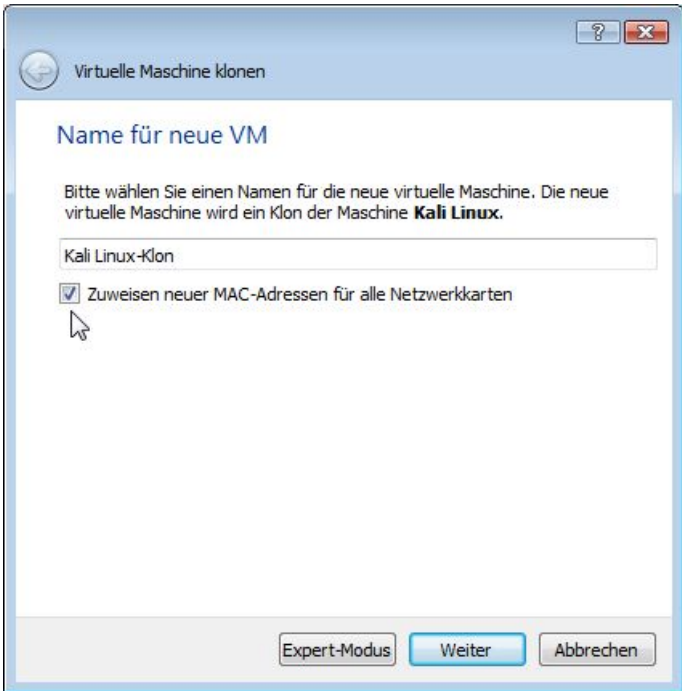 ?
Virtuelle Maschine klonen
Name für neue VM
Bitte wählen Sie einen Namen für die neue virtuelle Maschine. Die neue
virtuelle Maschine wird ein Klon der Maschine Kali Linux.
Kali Linux-Klon
Zuweisen neuer MAC-Adressen für alle Netzwerkkarten
Expert-Modus Weiter Abbrechen